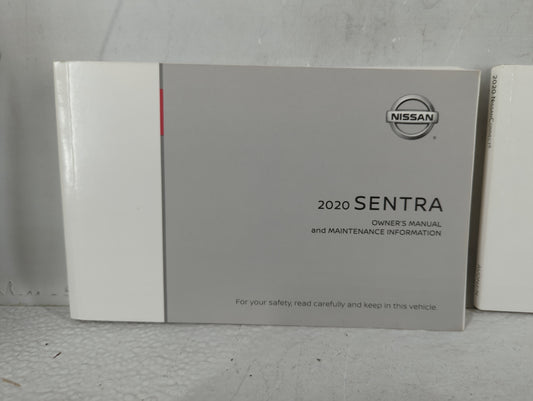 NISSAN
2020 SENTRA
OWNER'S MANUAL
and MAINTENANCE INFORMATION
For your safety, read carefully and keep in this vehicle.